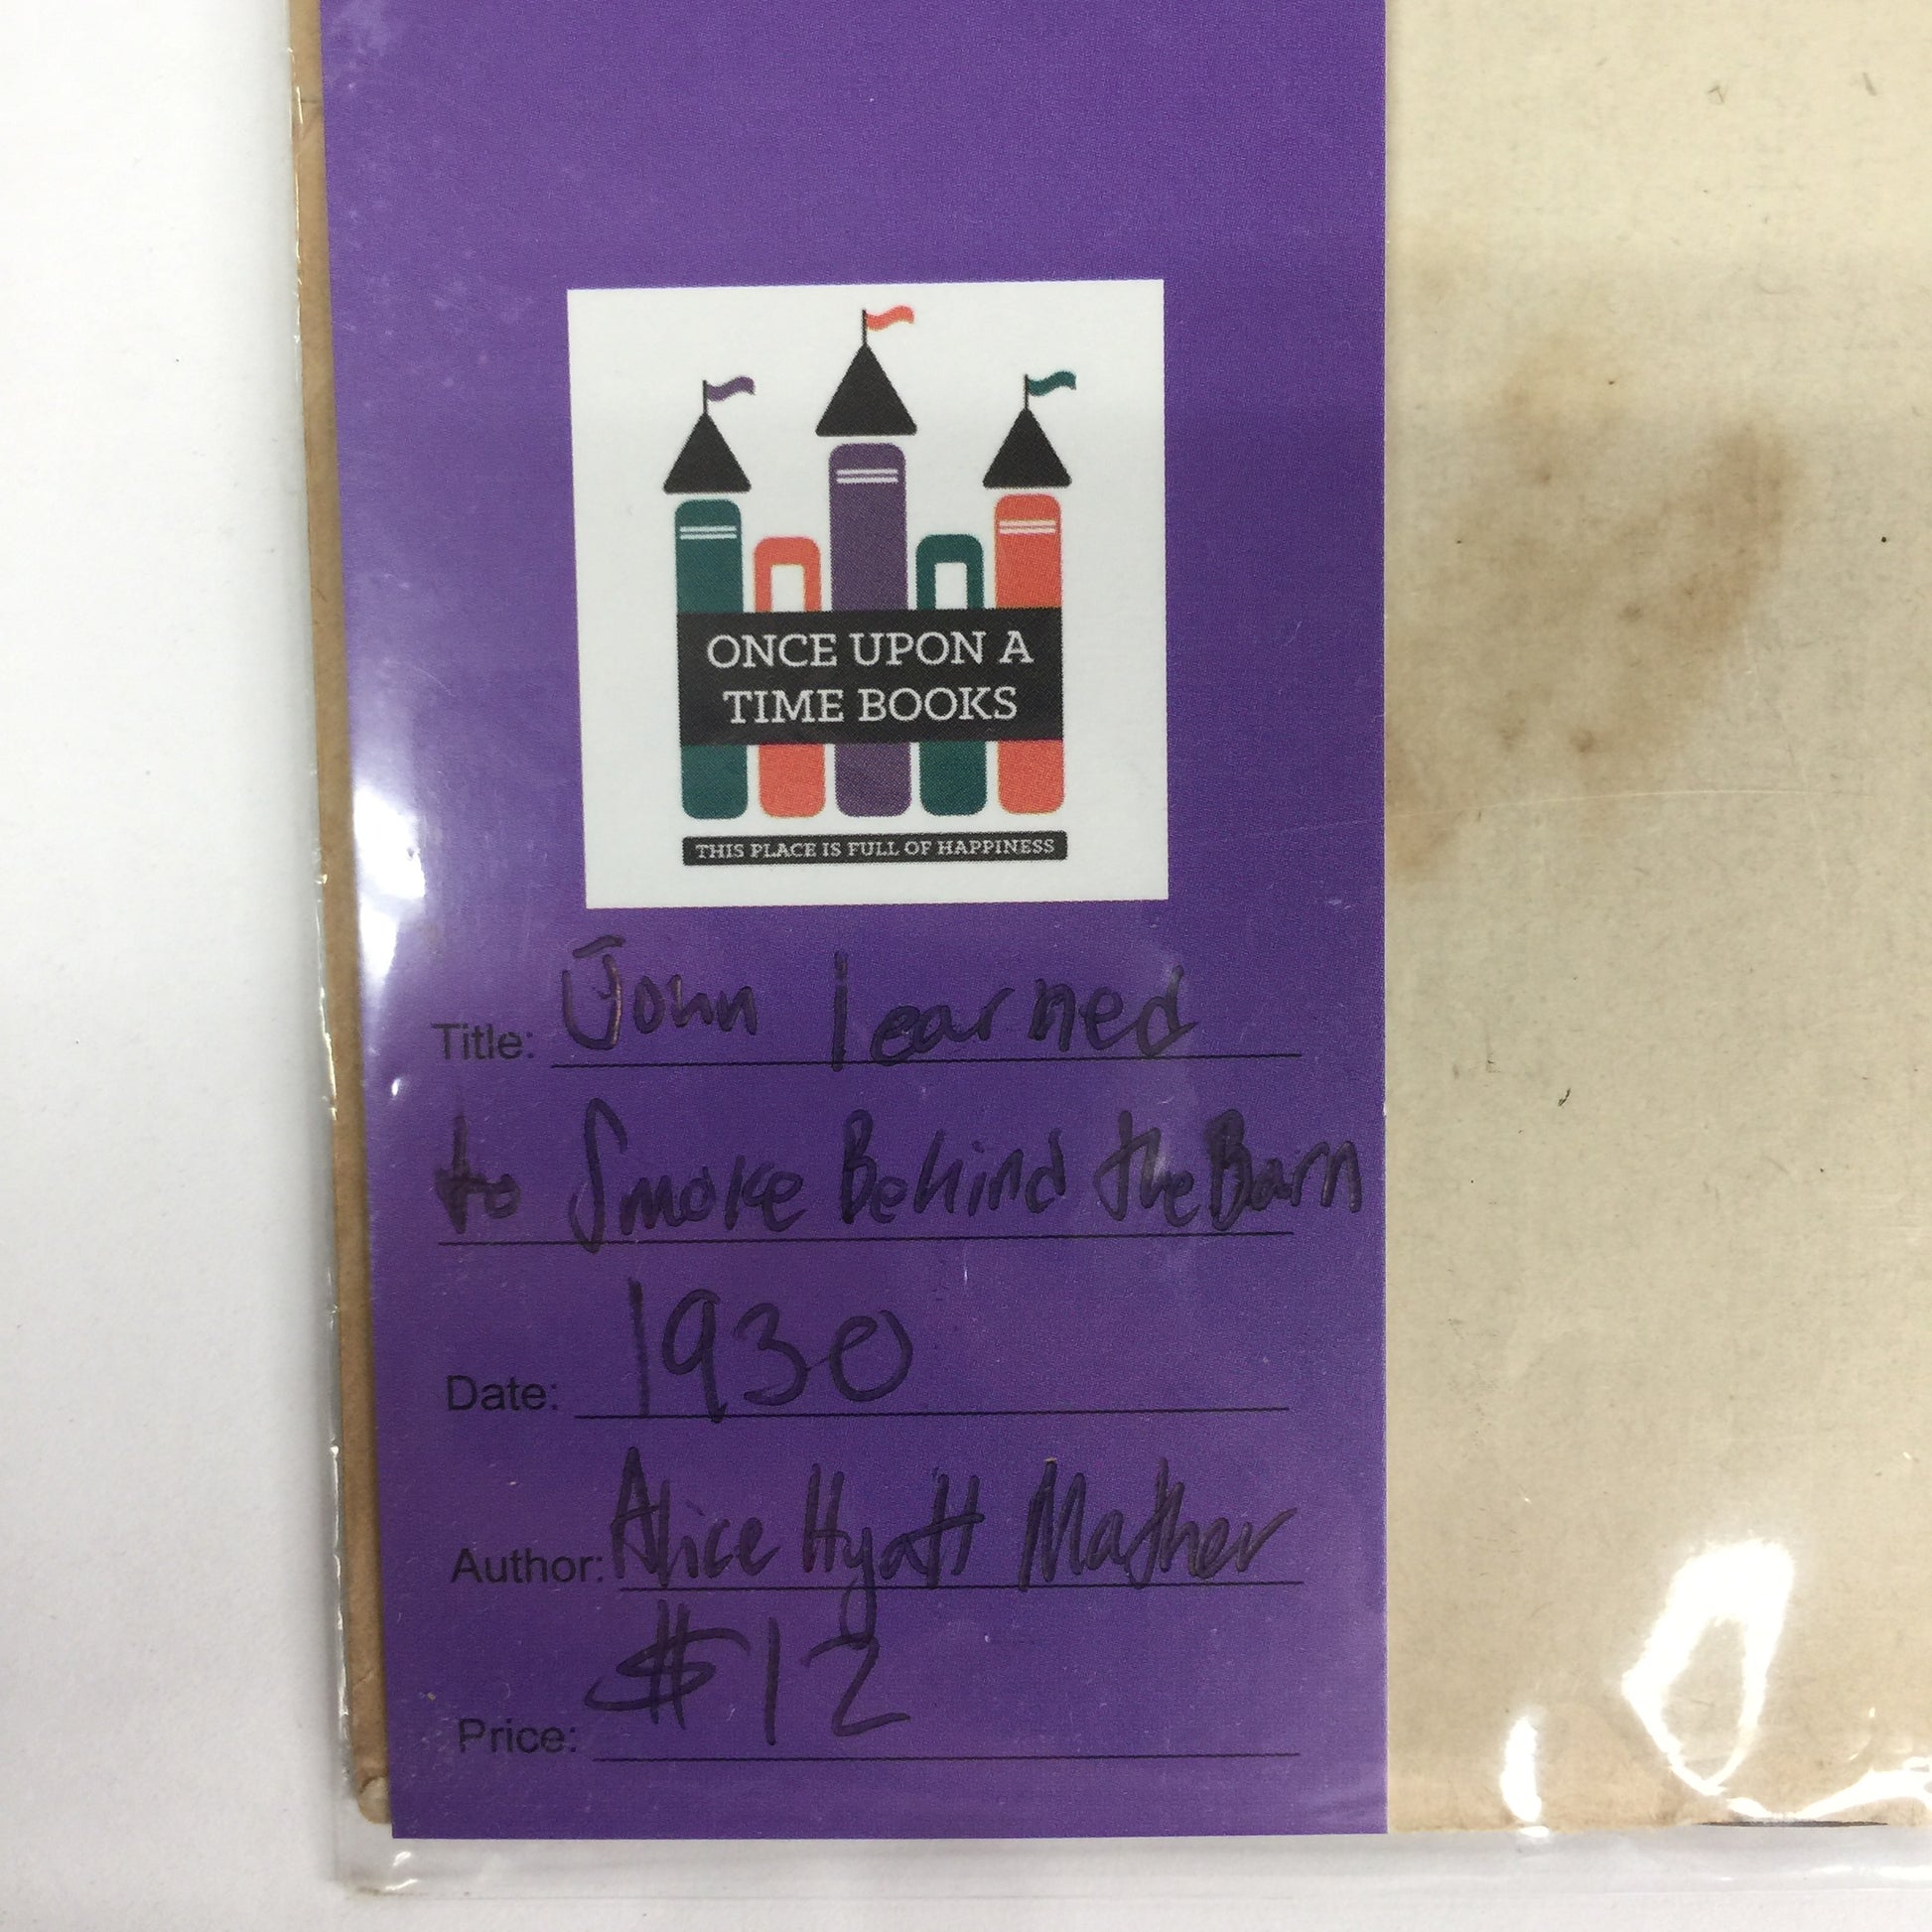 ONCE UPON A
TIME BOOKS
THIS PLACE IS FULL OF HAPPINESS
Title: John learned
to Smoke Behind the Barn
Date: 1930
Author: Alice Hyatt Mather
Price: $12